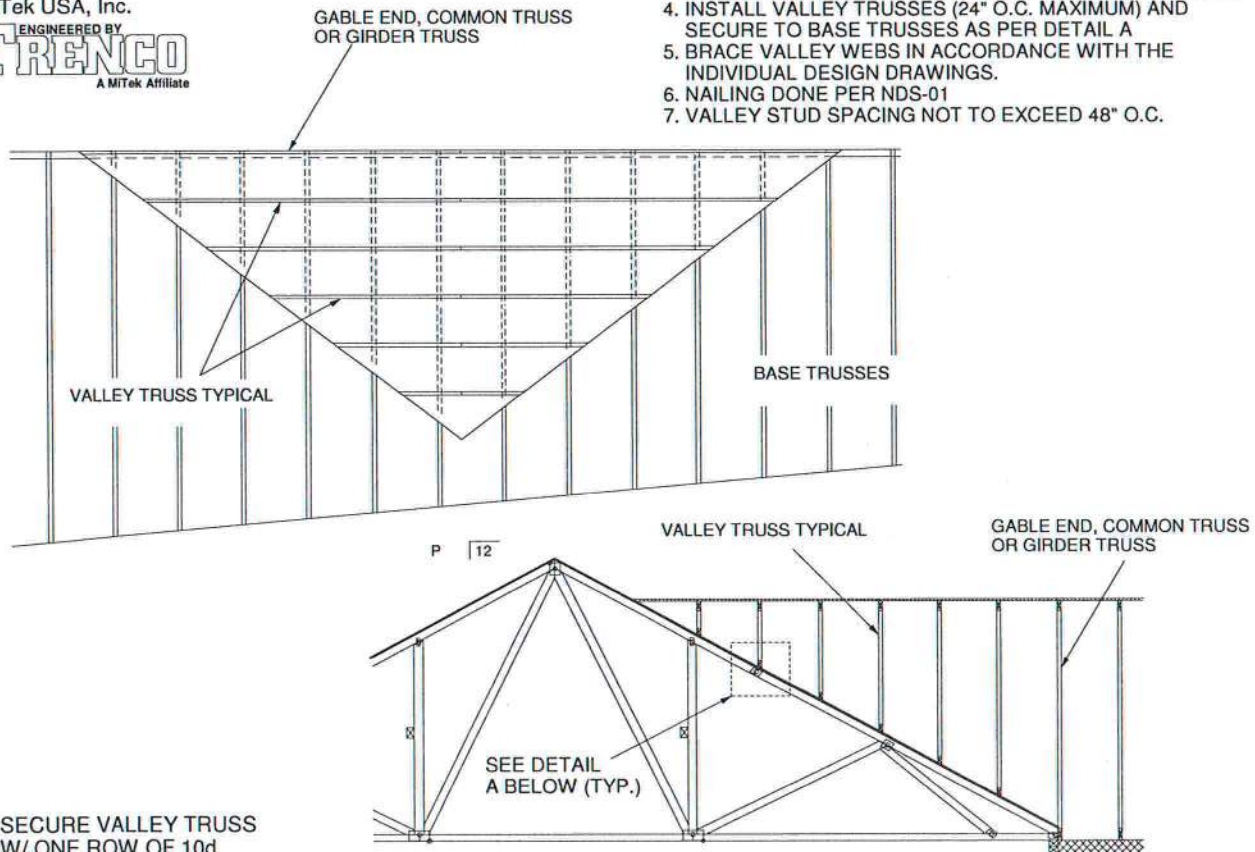 Tek USA, Inc.
ENGINEERED BY
TRENCO
A MiTek Affiliate
GABLE END, COMMON TRUSS
OR GIRDER TRUSS
4. INSTALL VALLEY TRUSSES (24" O.C. MAXIMUM) AND
SECURE TO BASE TRUSSES AS PER DETAIL A
5. BRACE VALLEY WEBS IN ACCORDANCE WITH THE
INDIVIDUAL DESIGN DRAWINGS.
6. NAILING DONE PER NDS-01
7. VALLEY STUD SPACING NOT TO EXCEED 48" O.C.
VALLEY TRUSS TYPICAL
BASE TRUSSES
P 12
VALLEY TRUSS TYPICAL
GABLE END, COMMON TRUSS
OR GIRDER TRUSS
SEE DETAIL
A BELOW (TYP.)
SECURE VALLEY TRUSS
W/ ONE ROW OF 10d